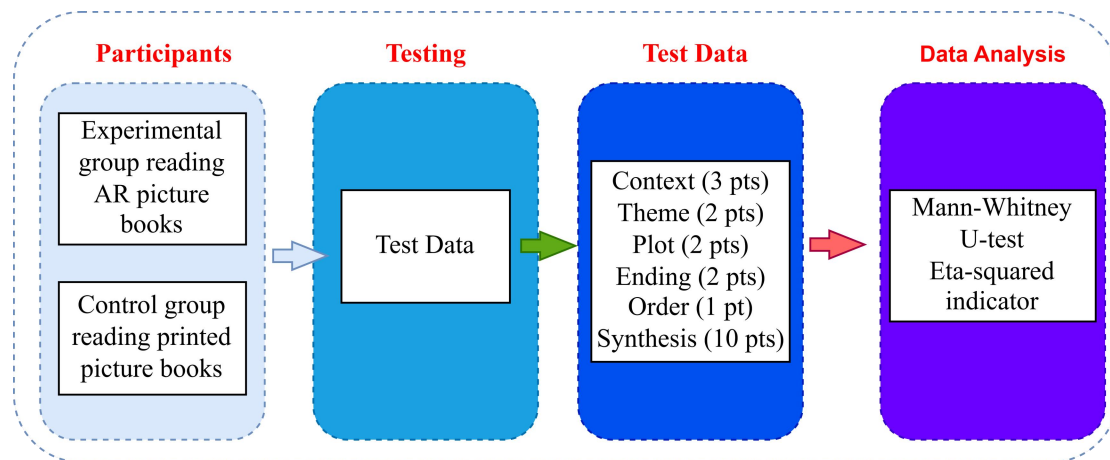 Participants
Experimental
group reading
AR picture
books
Control group
reading printed
picture books
Testing
Test Data
Test Data
Context (3 pts)
Theme (2 pts)
Plot (2 pts)
Ending (2 pts)
Order (1 pt)
Synthesis (10 pts)
Data Analysis
Mann-Whitney
U-test
Eta-squared
indicator